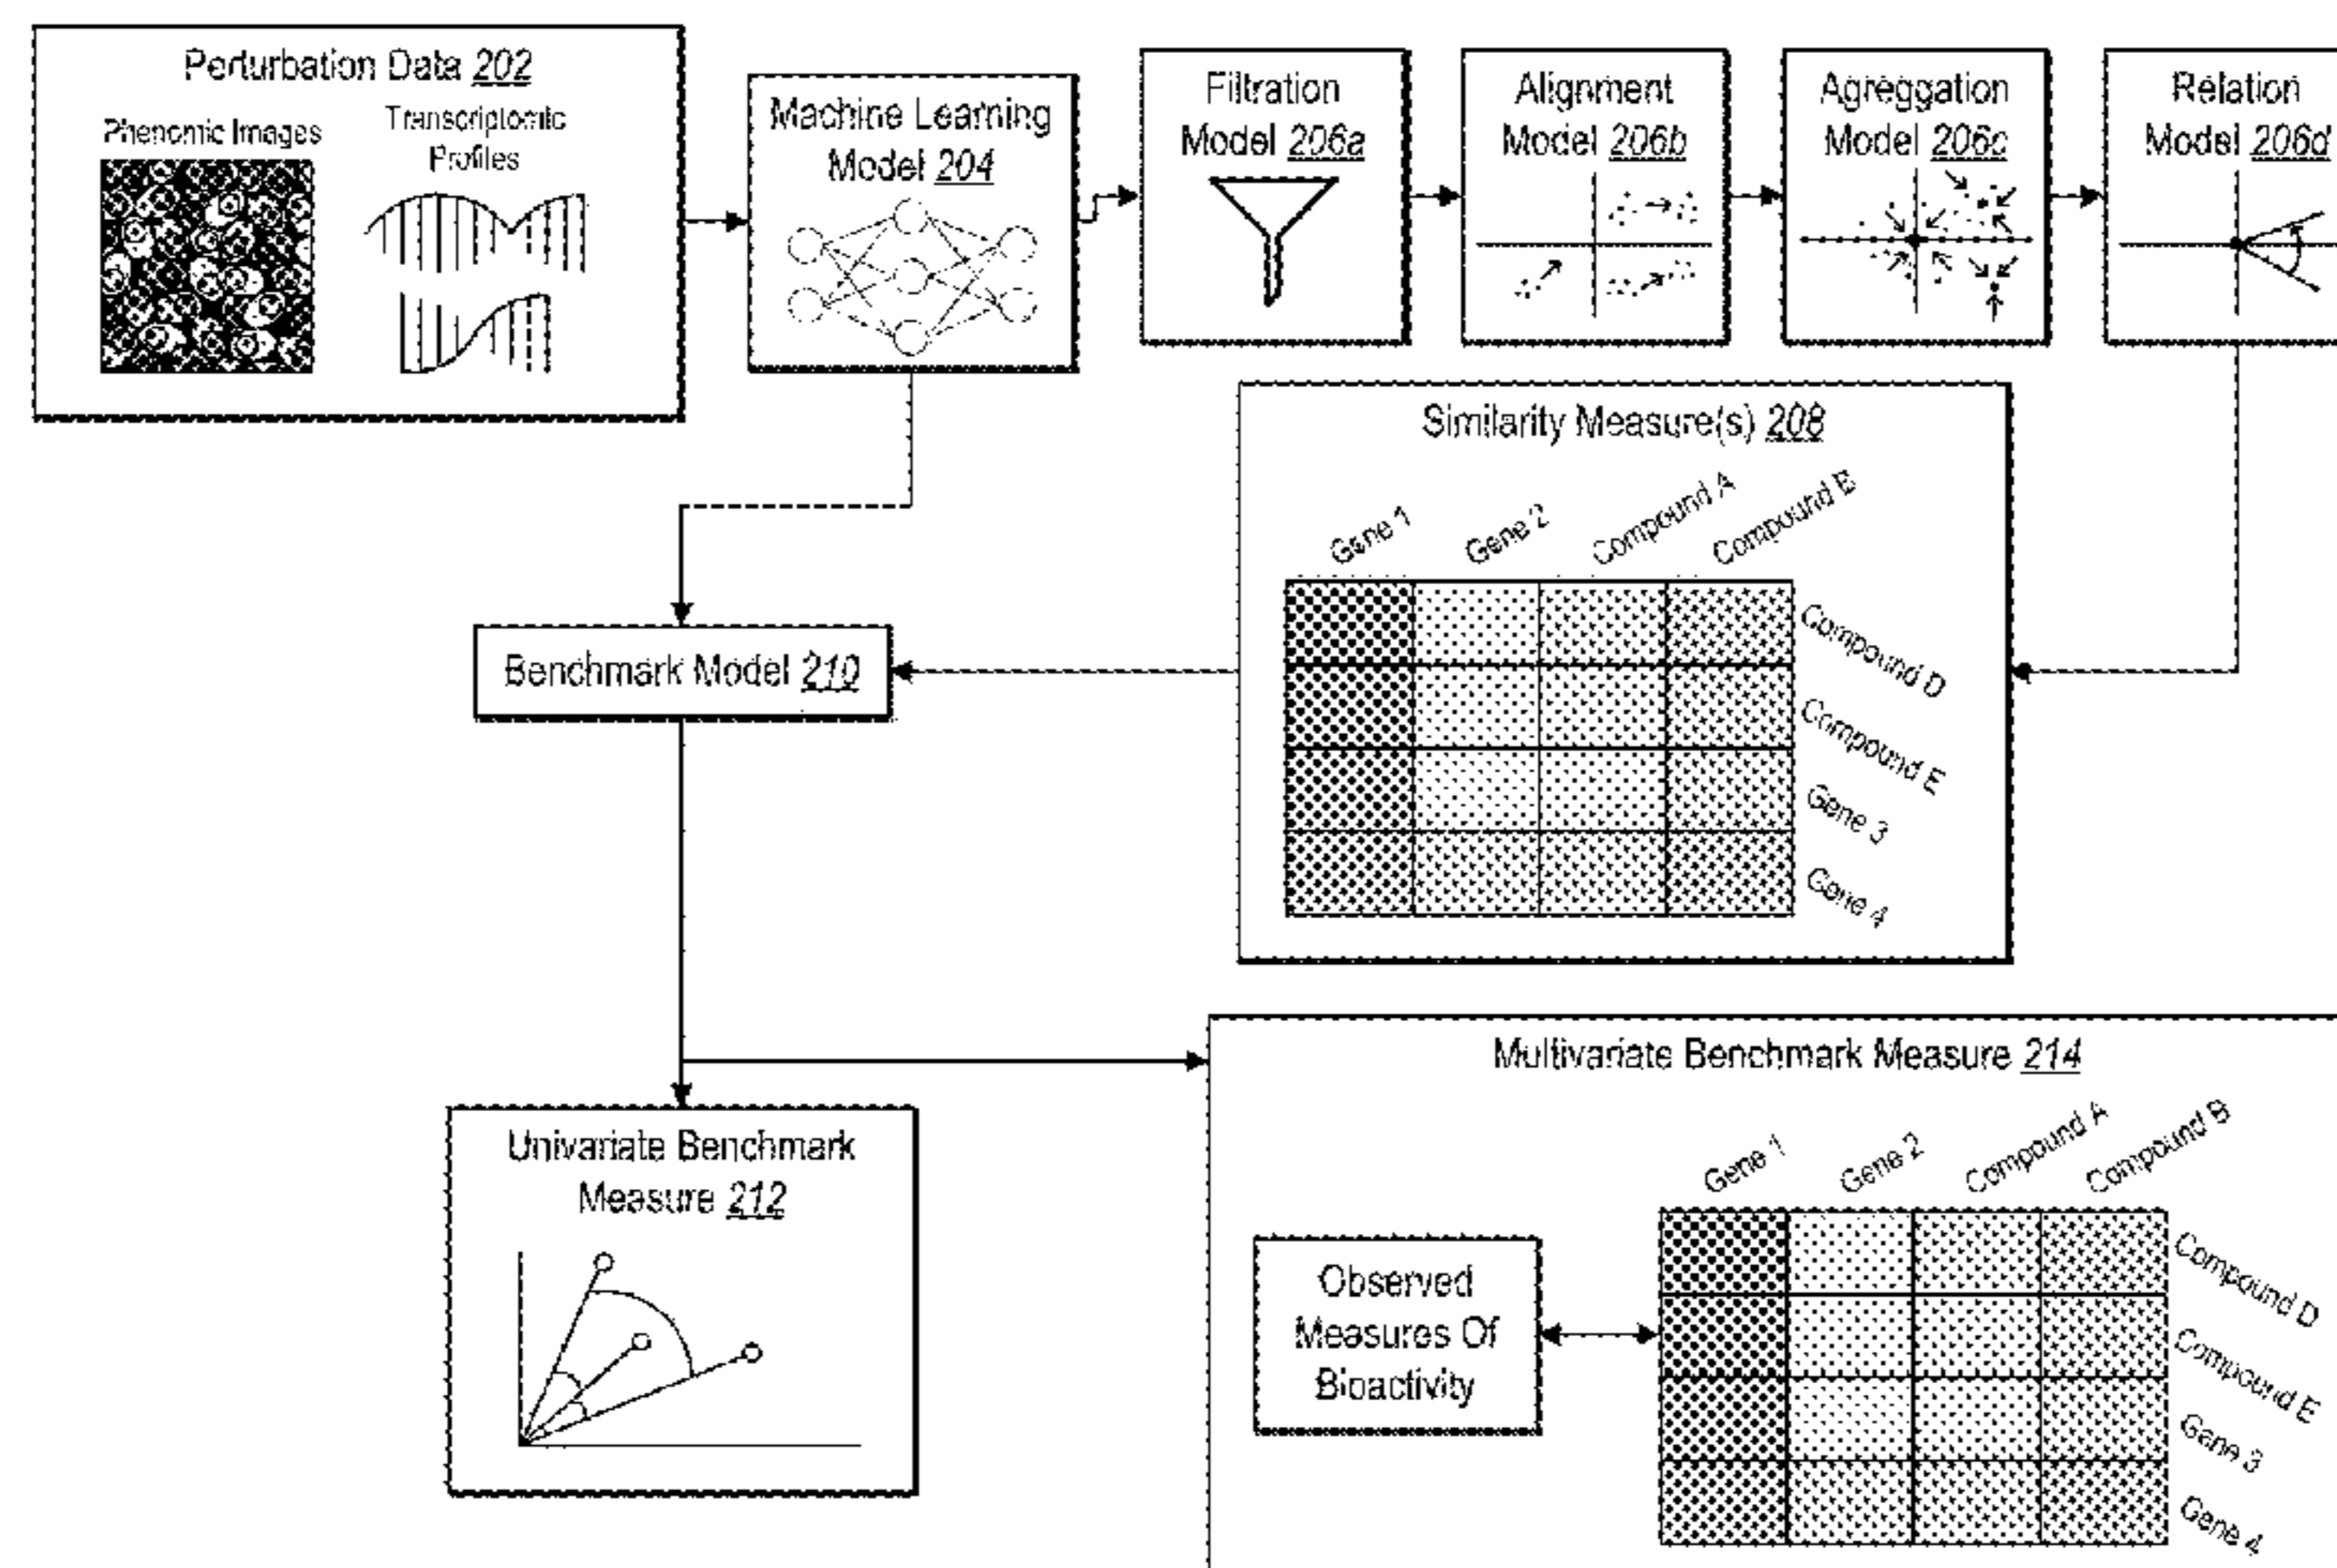 Perturbation Data 202
Phenomic Images
Transcriptomic
Profiles
Machine Learning
Model 204
Filtration
Model 206a
Alignment
Model 206b
Agreggation
Model 206c
Relation
Model 206d
Similarity Measure(s) 208
Gene 1
Gene 2
Compound A
Compound E
Compound D
Compound E
Gene 3
Gene 4
Benchmark Model 210
Univariate Benchmark
Measure 212
Multivariate Benchmark Measure 214
Observed
Measures Of
Bioactivity
Gene 1
Gene 2
Compound A
Compound B
Compound D
Compound E
Gene 3
Gene 4